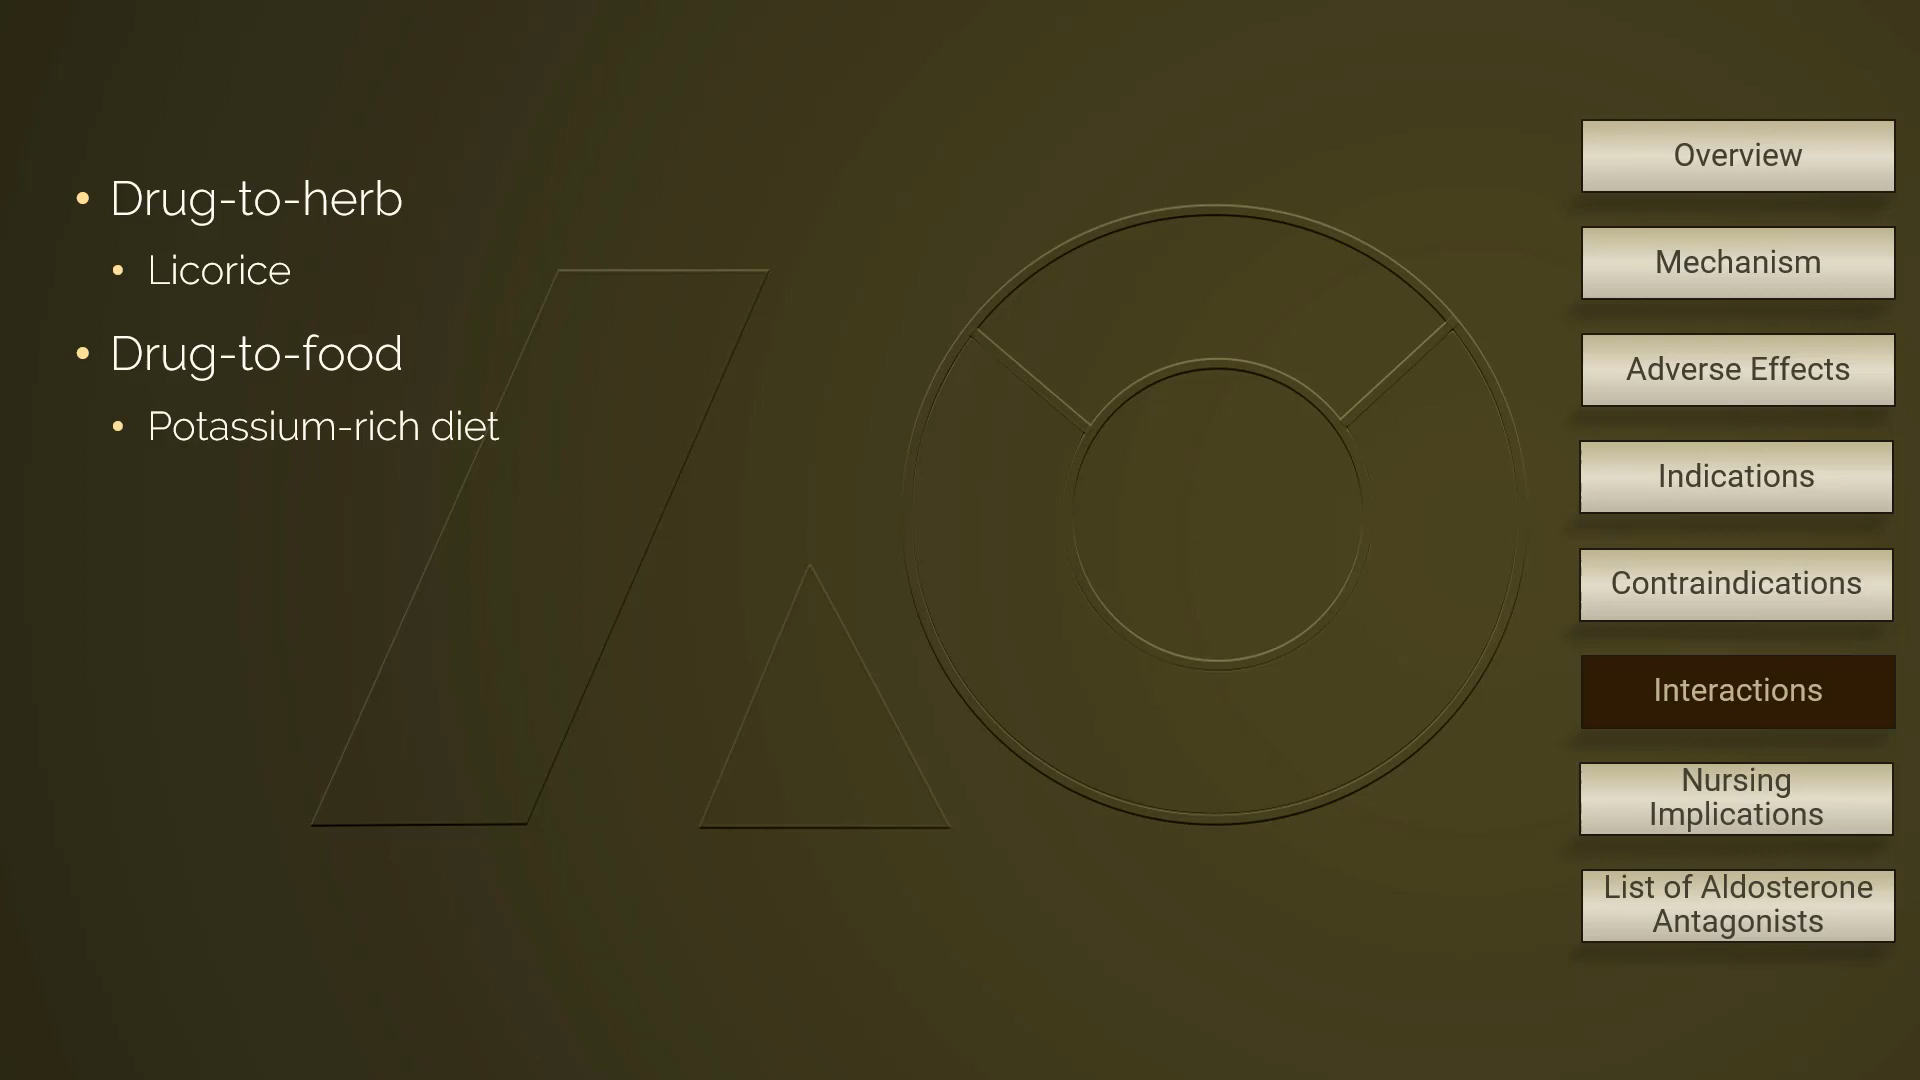 • Drug-to-herb
• Licorice
• Drug-to-food
• Potassium-rich diet
Overview
Mechanism
Adverse Effects
Indications
Contraindications
Interactions
Nursing
Implications
List of Aldosterone
Antagonists